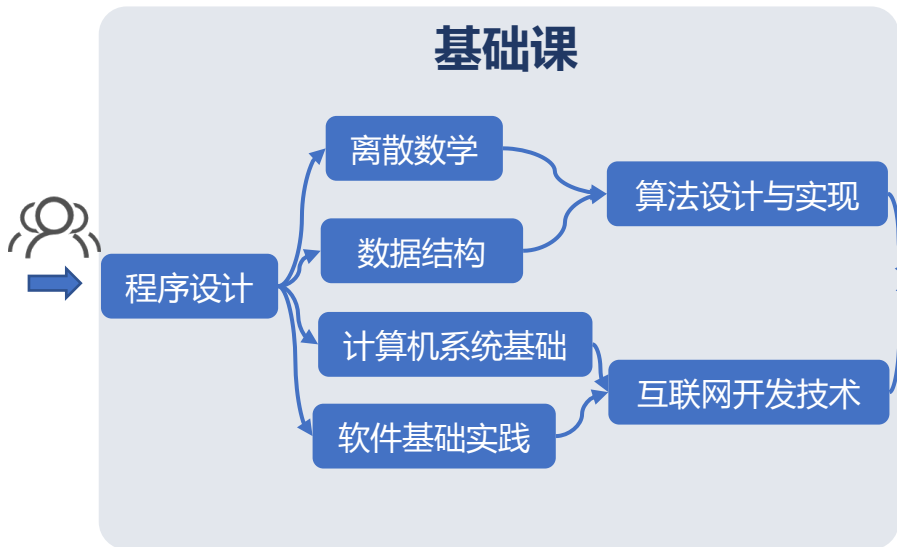 基础课
离散数学
算法设计与实现
数据结构
程序设计
计算机系统基础
互联网开发技术
软件基础实践